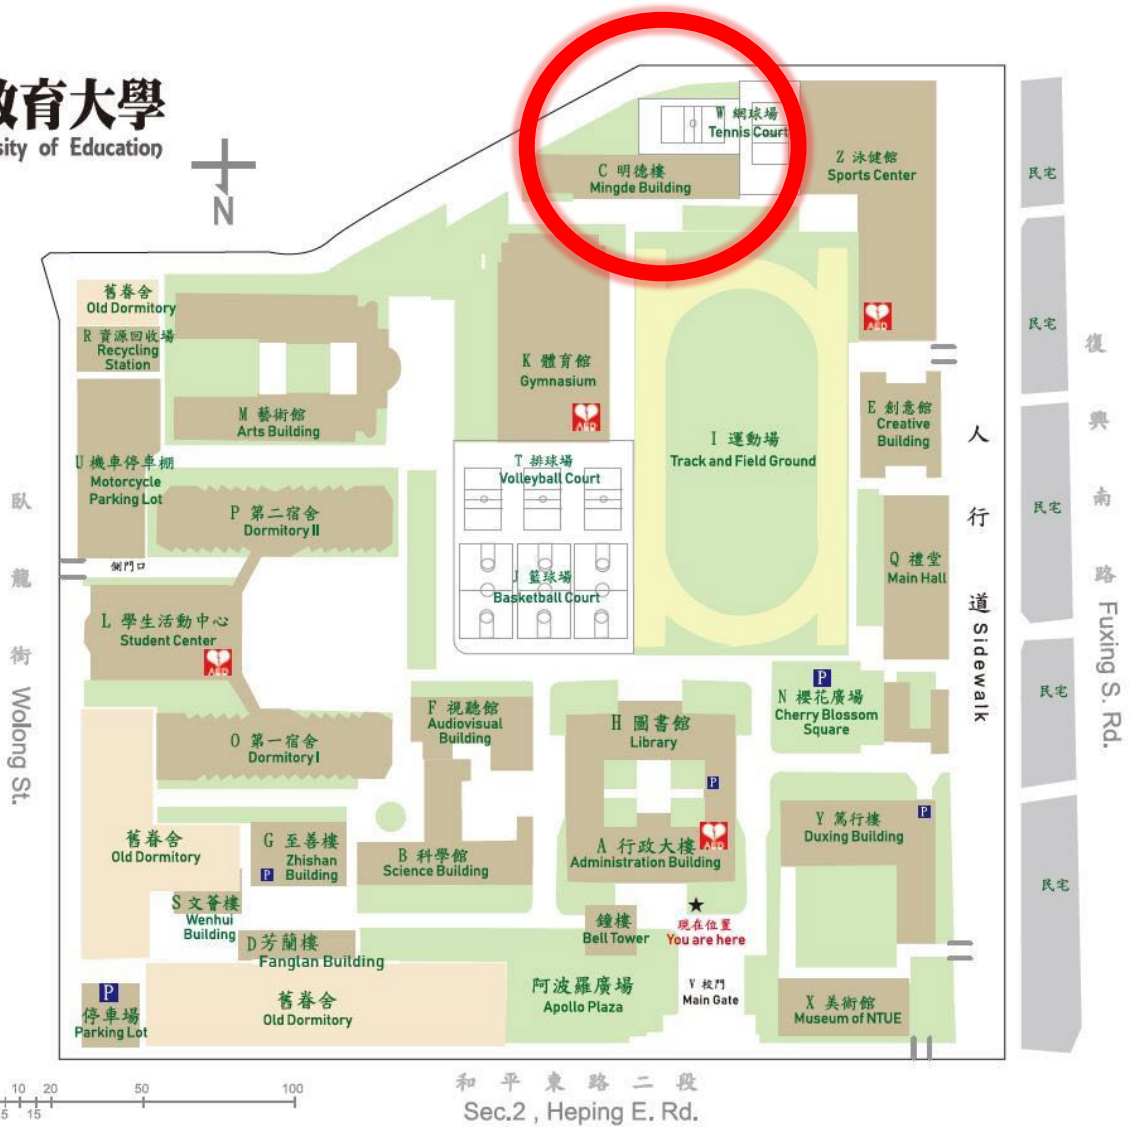 教育大學
sity of Education
N
W 網球場
Tennis Court
C 明德樓
Mingde Building
Z 泳健館
Sports Center
民宅
舊眷舍
Old Dormitory
R 資源回收場
Recycling
Station
AED
民宅
復興南路 Fuxing S. Rd.
K 體育館
Gymnasium
AED
M 藝術館
Arts Building
E 創意館
Creative
Building
I 運動場
Track and Field Ground
人行道 Sidewalk
U 機車停車棚
Motorcycle
Parking Lot
T 排球場
Volleyball Court
臥龍街 Wolong St.
P 第二宿舍
Dormitory II
民宅
側門口
Q 禮堂
Main Hall
J 籃球場
Basketball Court
L 學生活動中心
Student Center
AED
P
N 櫻花廣場
Cherry Blossom
Square
民宅
F 視聽館
Audiovisual
Building
H 圖書館
Library
O 第一宿舍
Dormitory I
P
P
Y 篤行樓
Duxing Building
舊眷舍
Old Dormitory
G 至善樓
Zhishan
Building
P
B 科學館
Science Building
A 行政大樓
Administration Building
AED
民宅
S 文薈樓
Wenhui
Building
鐘樓
Bell Tower
★
現在位置
You are here
D 芳蘭樓
Fanglan Building
P
停車場
Parking Lot
舊眷舍
Old Dormitory
阿波羅廣場
Apollo Plaza
V 校門
Main Gate
X 美術館
Museum of NTUE
10 20 50 100
5 15
和平東路二段
Sec.2 , Heping E. Rd.